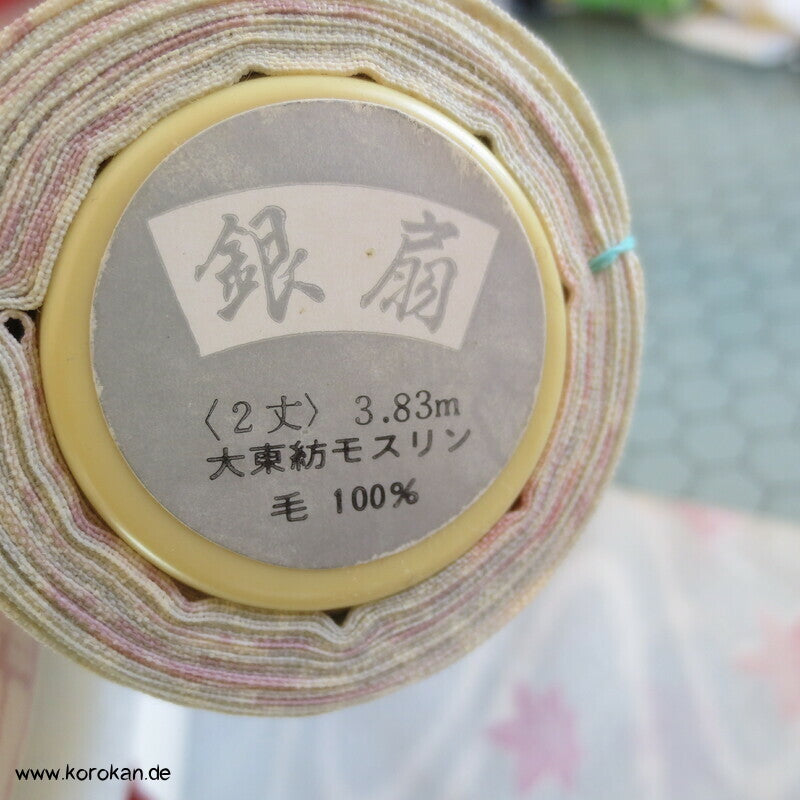 銀扇
〈2丈〉 3.83m
大東紡モスリン
毛 100%
www.korokan.de